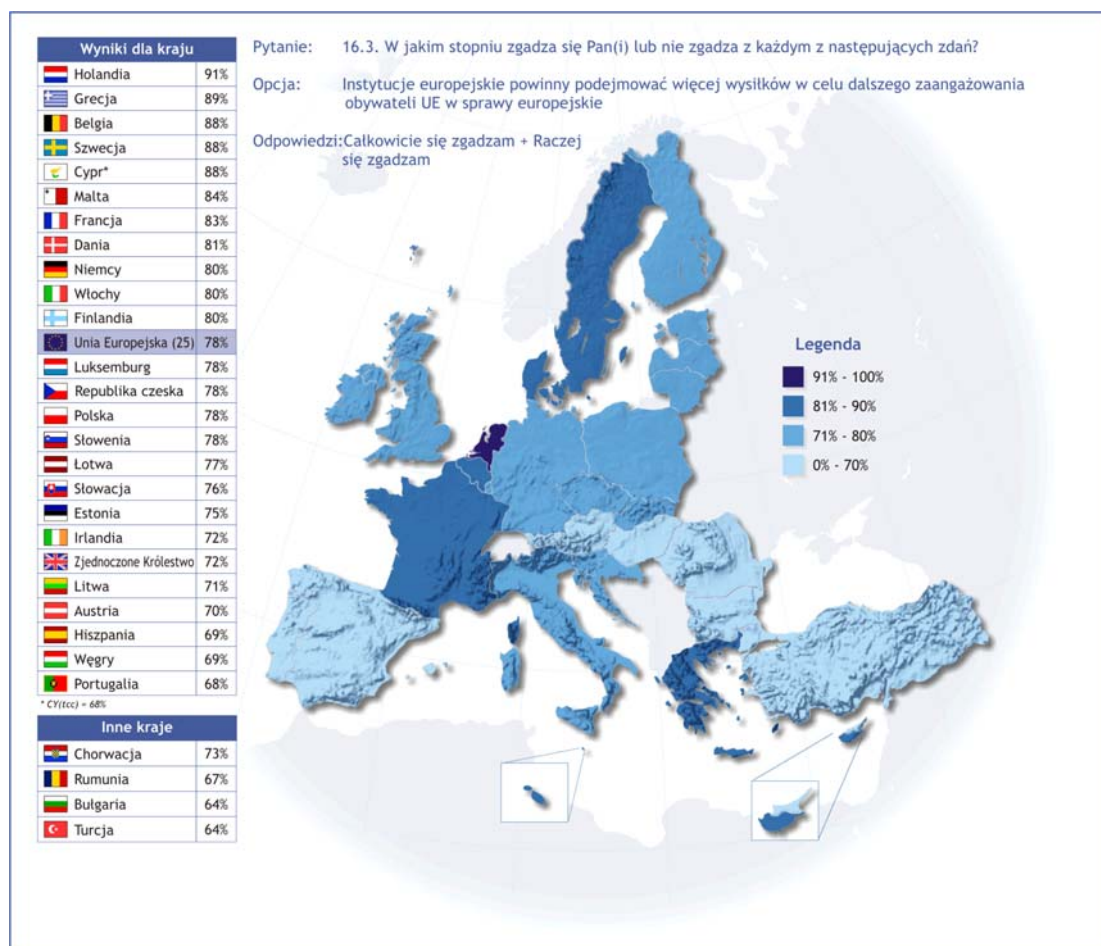 Wyniki dla kraju
Holandia 91%
Grecja 89%
Belgia 88%
Szwecja 88%
Cypr* 88%
Malta 84%
Francja 83%
Dania 81%
Niemcy 80%
Włochy 80%
Finlandia 80%
Unia Europejska (25) 78%
Luksemburg 78%
Republika czeska 78%
Polska 78%
Słowenia 78%
Łotwa 77%
Słowacja 76%
Estonia 75%
Irlandia 72%
Zjednoczone Królestwo 72%
Litwa 71%
Austria 70%
Hiszpania 69%
Węgry 69%
Portugalia 68%
* CY(tcc) = 68%
Inne kraje
Chorwacja 73%
Rumunia 67%
Bułgaria 64%
Turcja 64%
Pytanie: 16.3. W jakim stopniu zgadza się Pan(i) lub nie zgadza z każdym z następujących zdań?
Opcja: Instytucje europejskie powinny podejmować więcej wysiłków w celu dalszego zaangażowania
obywateli UE w sprawy europejskie
Odpowiedzi:Całkowicie się zgadzam + Raczej
się zgadzam
Legenda
91% - 100%
81% - 90%
71% - 80%
0% - 70%